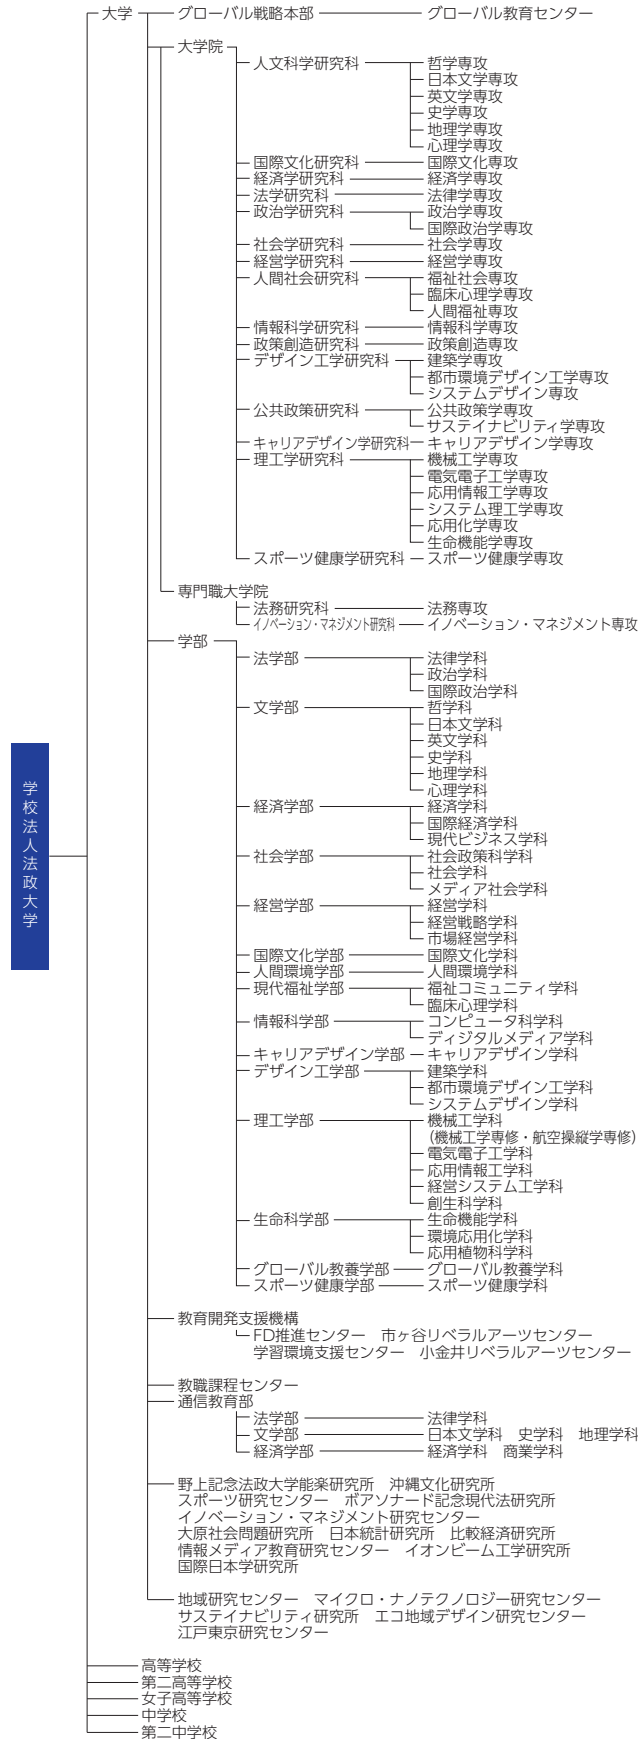 大学 グローバル戦略本部 グローバル教育センター
大学院
人文科学研究科 哲学専攻
日本文学専攻
英文学専攻
史学専攻
地理学専攻
心理学専攻
国際文化研究科 国際文化専攻
経済学研究科 経済学専攻
法学研究科 法律学専攻
政治学研究科 政治学専攻
国際政治学専攻
社会学研究科 社会学専攻
経営学研究科 経営学専攻
人間社会研究科 福祉社会専攻
臨床心理学専攻
人間福祉専攻
情報科学研究科 情報科学専攻
政策創造研究科 政策創造専攻
デザイン工学研究科 建築学専攻
都市環境デザイン工学専攻
システムデザイン専攻
公共政策研究科 公共政策学専攻
サステイナビリティ学専攻
キャリアデザイン学研究科 キャリアデザイン学専攻
理工学研究科 機械工学専攻
電気電子工学専攻
応用情報工学専攻
システム理工学専攻
応用化学専攻
生命機能学専攻
スポーツ健康学研究科 スポーツ健康学専攻
専門職大学院
法務研究科 法務専攻
イノベーション・マネジメント研究科 イノベーション・マネジメント専攻
学部
法学部 法律学科
政治学科
国際政治学科
文学部 哲学科
日本文学科
英文学科
史学科
地理学科
心理学科
経済学部 経済学科
国際経済学科
現代ビジネス学科
社会学部 社会政策科学科
社会学科
メディア社会学科
経営学部 経営学科
経営戦略学科
市場経営学科
国際文化学部 国際文化学科
人間環境学部 人間環境学科
現代福祉学部 福祉コミュニティ学科
臨床心理学科
情報科学部 コンピュータ科学科
ディジタルメディア学科
キャリアデザイン学部 キャリアデザイン学科
デザイン工学部 建築学科
都市環境デザイン工学科
システムデザイン学科
理工学部 機械工学科
(機械工学専修・航空操縦学専修)
電気電子工学科
応用情報工学科
経営システム工学科
創生科学科
生命科学部 生命機能学科
環境応用化学科
応用植物科学科
グローバル教養学部 グローバル教養学科
スポーツ健康学部 スポーツ健康学科
学校法人法政大学
教育開発支援機構
FD推進センター 市ヶ谷リベラルアーツセンター
学習環境支援センター 小金井リベラルアーツセンター
教職課程センター
通信教育部
法学部 法律学科
文学部 日本文学科 史学科 地理学科
経済学部 経済学科 商業学科
野上記念法政大学能楽研究所 沖縄文化研究所
スポーツ研究センター ボアソナード記念現代法研究所
イノベーション・マネジメント研究センター
大原社会問題研究所 日本統計研究所 比較経済研究所
情報メディア教育研究センター イオンビーム工学研究所
国際日本学研究所
地域研究センター マイクロ・ナノテクノロジー研究センター
サステイナビリティ研究所 エコ地域デザイン研究センター
江戸東京研究センター
高等学校
第二高等学校
女子高等学校
中学校
第二中学校